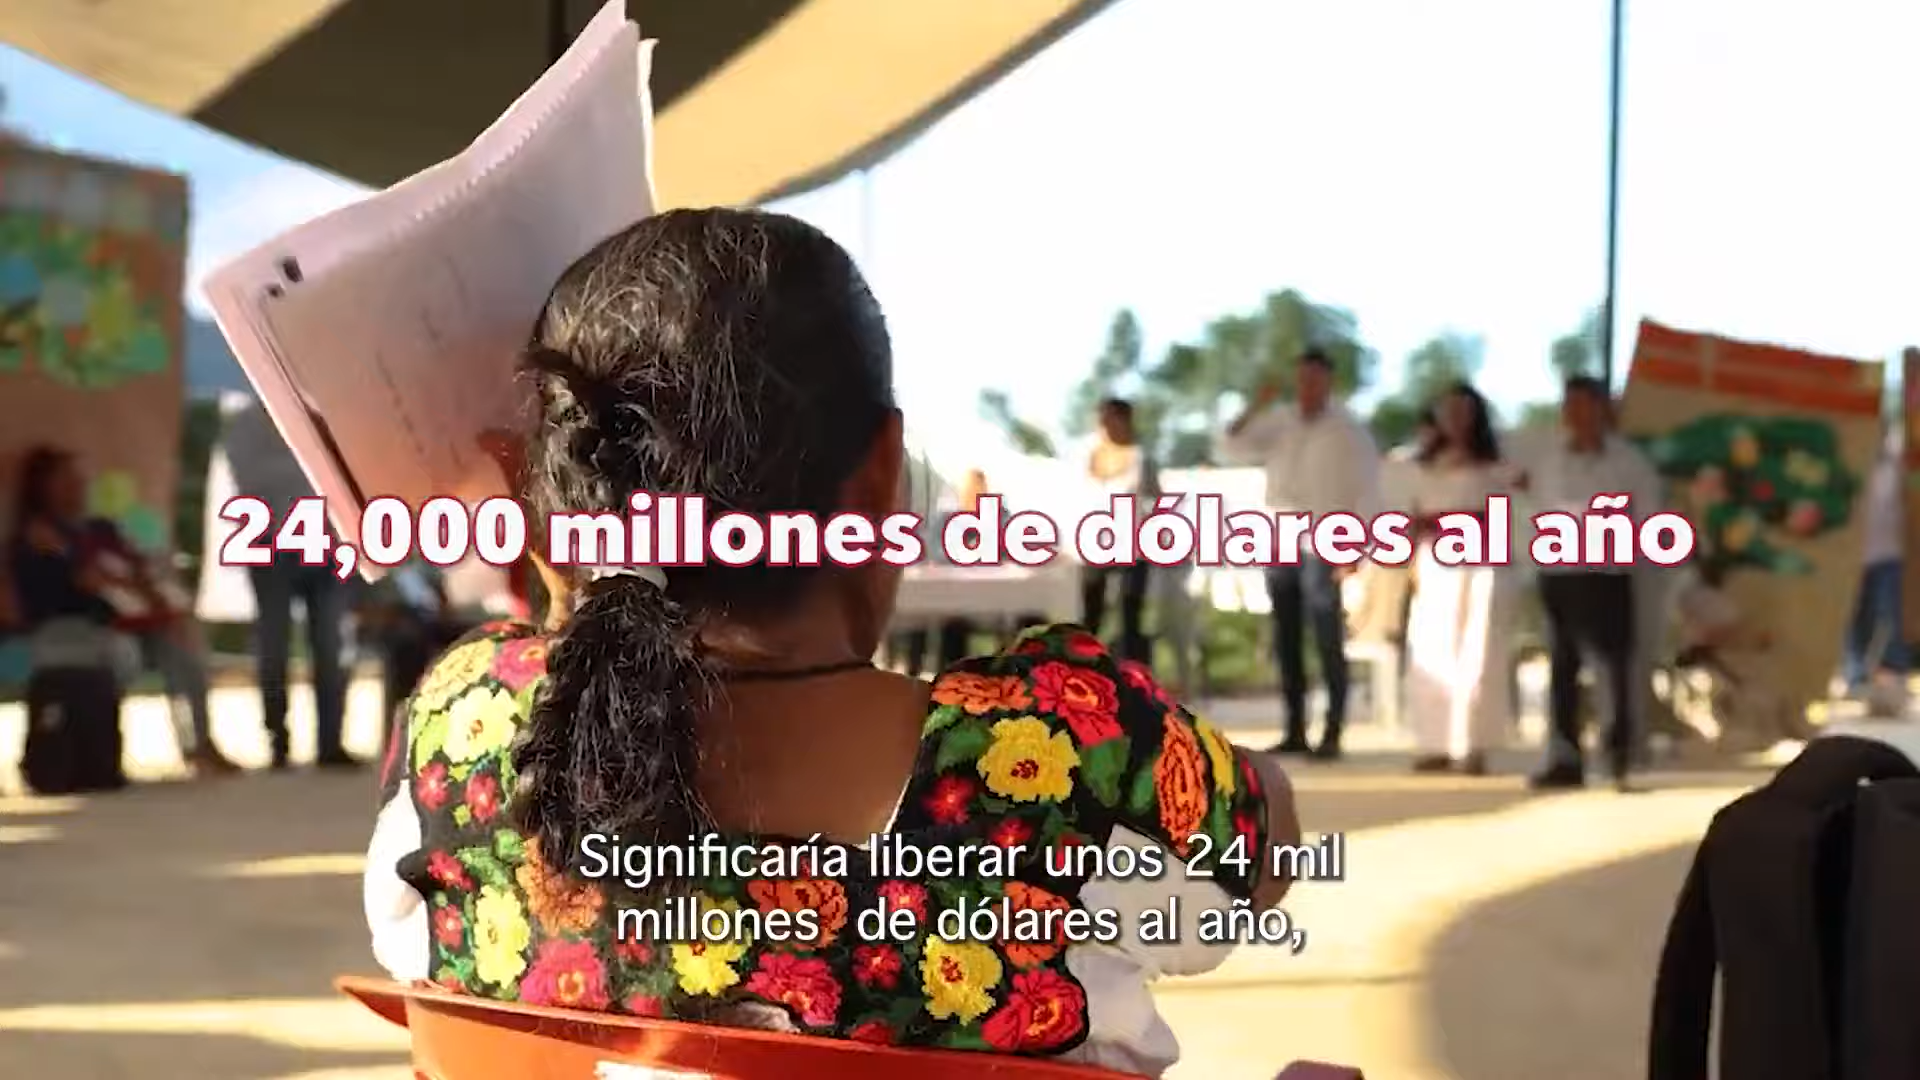 24,000 millones de dólares al año
Significaría liberar unos 24 mil
millones de dólares al año,